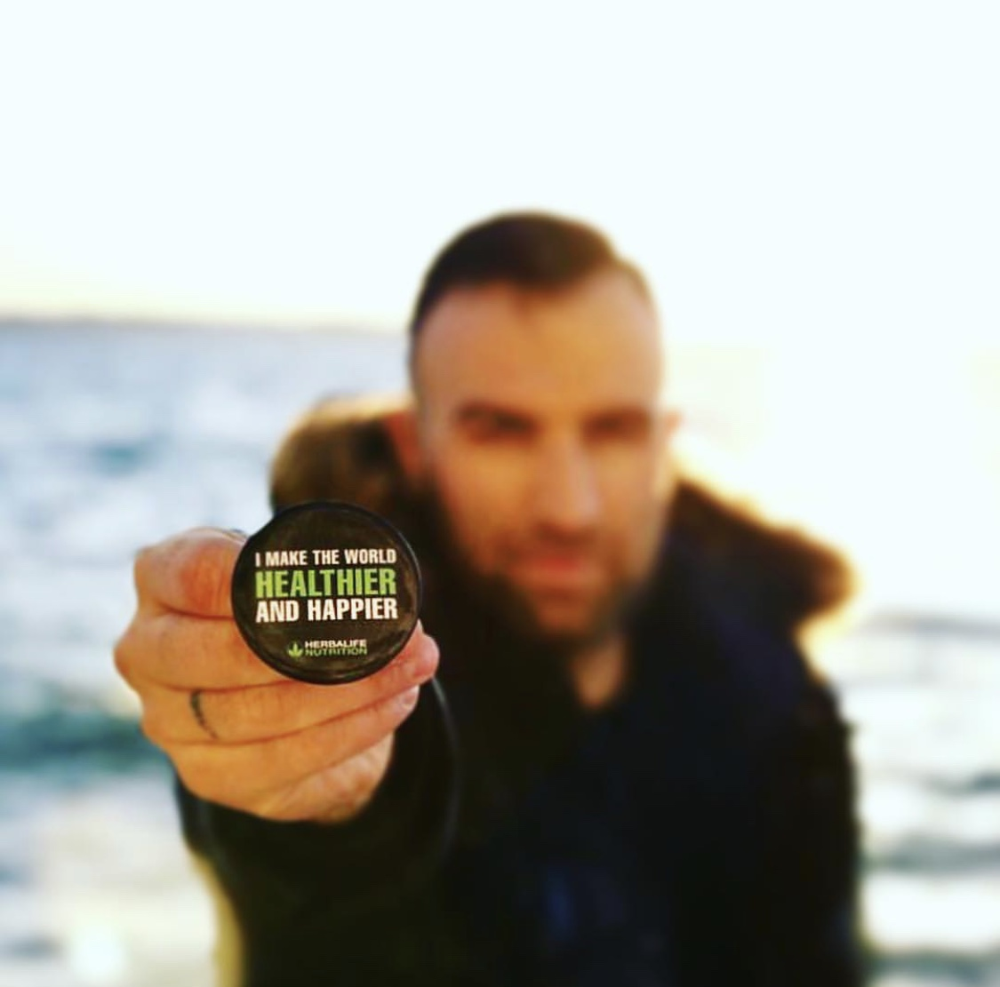 I MAKE THE WORLD
HEALTHIER
AND HAPPIER
HERBALIFE
NUTRITION